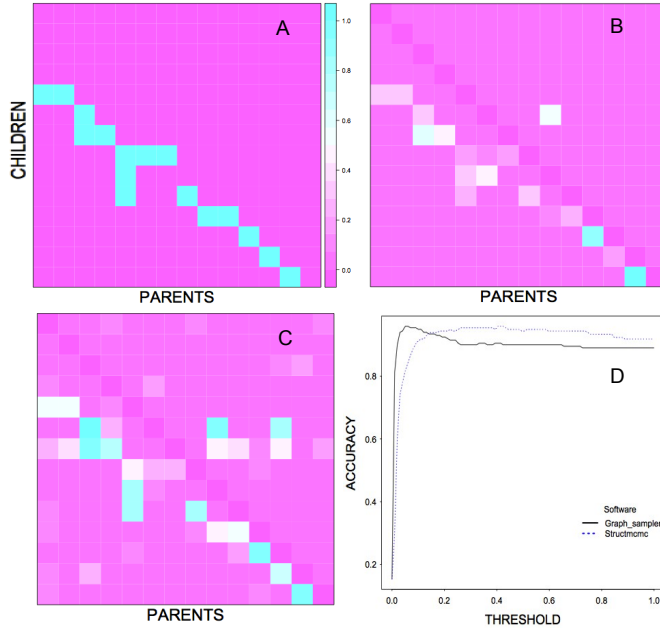 A
B
CHILDREN
1.0
0.8
0.6
0.4
0.2
0.0
PARENTS
PARENTS
C
D
ACCURACY
0.8
0.6
0.4
0.2
Software
Graph_sampler
Structmcmc
0.0 0.2 0.4 0.6 0.8 1.0
PARENTS
THRESHOLD